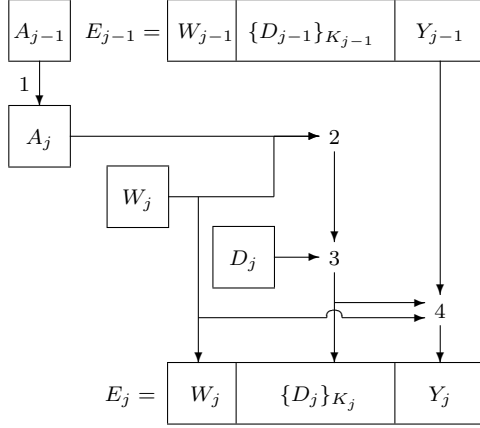 A_{j-1} E_{j-1} = W_{j-1} {D_{j-1}}_{K_{j-1}} Y_{j-1}
1
A_j
2
W_j
D_j
3
4
E_j = W_j {D_j}_{K_j} Y_j